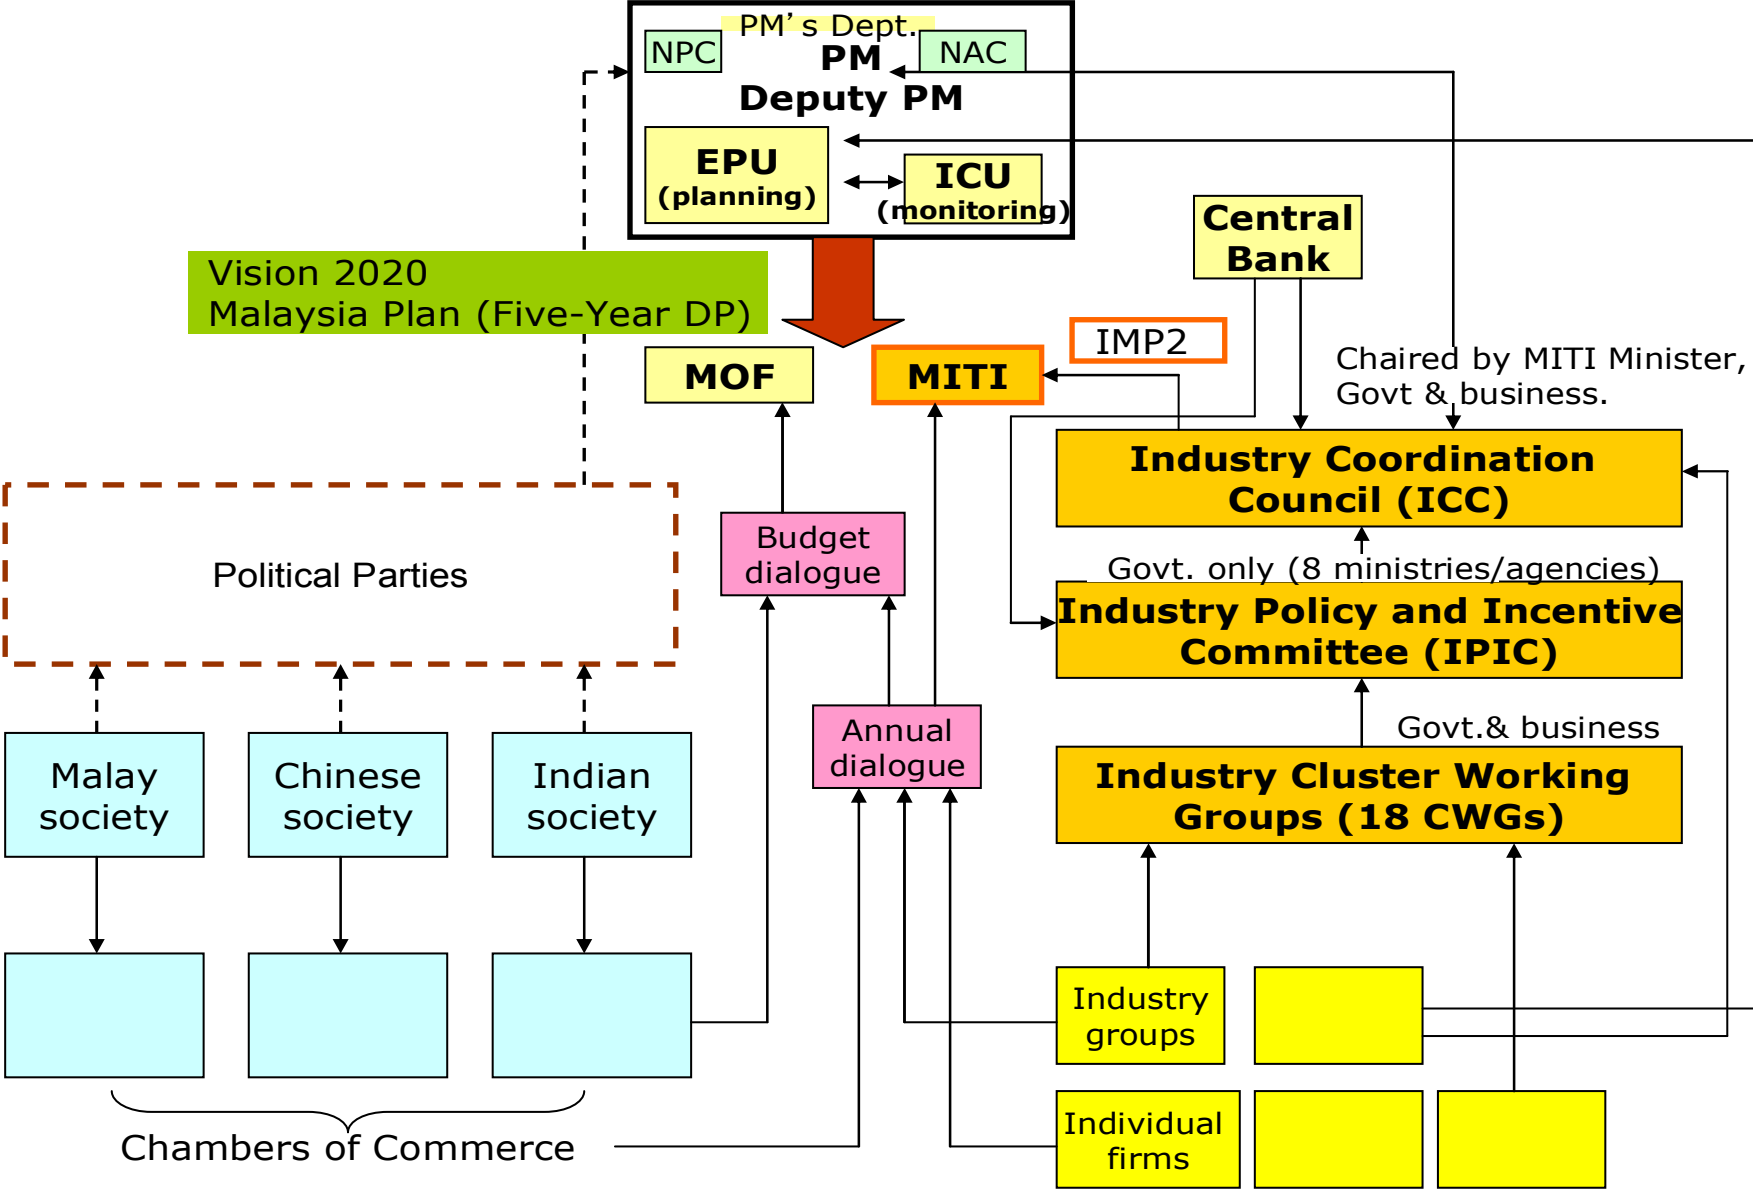 PM’s Dept.
NPC
PM
NAC
Deputy PM
EPU
(planning)
ICU
(monitoring)
Central
Bank
Vision 2020
Malaysia Plan (Five-Year DP)
IMP2
MOF
MITI
Chaired by MITI Minister,
Govt & business.
Industry Coordination
Council (ICC)
Budget
dialogue
Political Parties
Govt. only (8 ministries/agencies)
Industry Policy and Incentive
Committee (IPIC)
Annual
dialogue
Govt.& business
Malay
society
Chinese
society
Indian
society
Industry Cluster Working
Groups (18 CWGs)
Industry
groups
Individual
firms
Chambers of Commerce